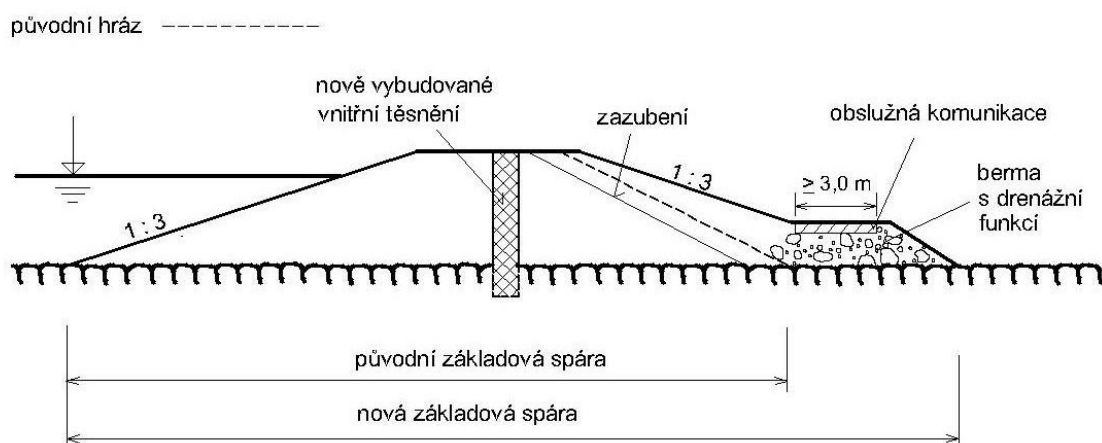 původní hráz
nově vybudované
vnitřní těsnění
zazubení
obslužná komunikace
≥ 3,0 m
berma
s drenážní
funkcí
1 : 3
1 : 3
původní základová spára
nová základová spára